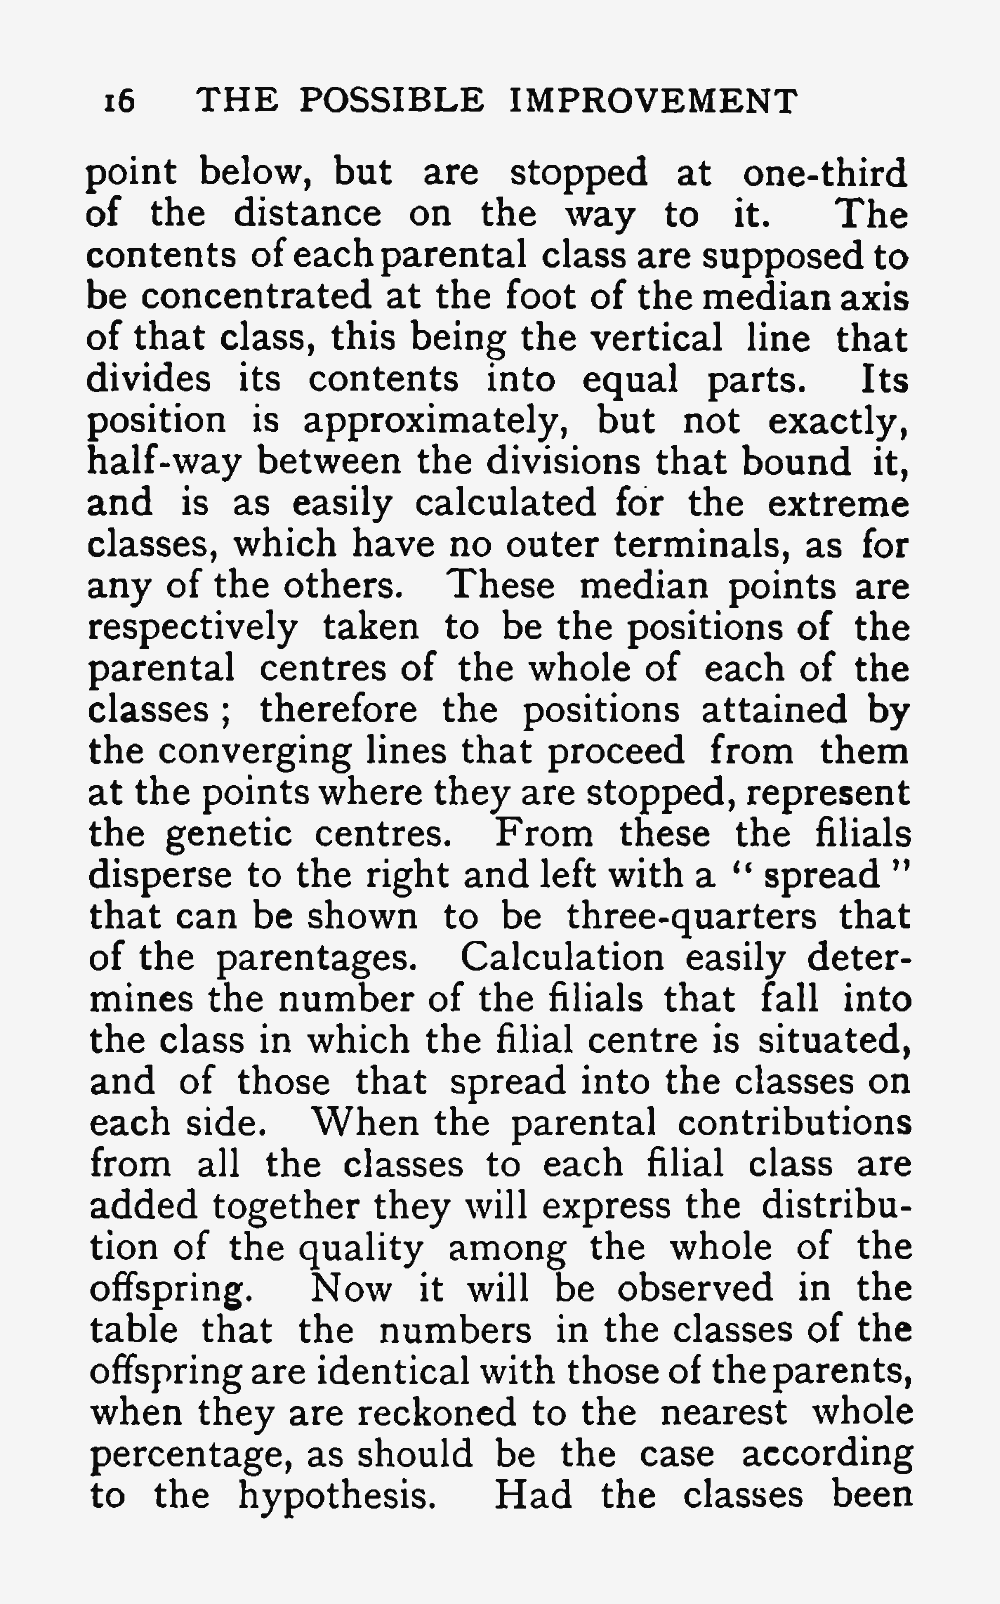 16 THE POSSIBLE IMPROVEMENT
point below, but are stopped at one-third
of the distance on the way to it. The
contents of each parental class are supposed to
be concentrated at the foot of the median axis
of that class, this being the vertical line that
divides its contents into equal parts. Its
position is approximately, but not exactly,
half-way between the divisions that bound it,
and is as easily calculated for the extreme
classes, which have no outer terminals, as for
any of the others. These median points are
respectively taken to be the positions of the
parental centres of the whole of each of the
classes ; therefore the positions attained by
the converging lines that proceed from them
at the points where they are stopped, represent
the genetic centres. From these the filials
disperse to the right and left with a “ spread ”
that can be shown to be three-quarters that
of the parentages. Calculation easily deter-
mines the number of the filials that fall into
the class in which the filial centre is situated,
and of those that spread into the classes on
each side. When the parental contributions
from all the classes to each filial class are
added together they will express the distribu-
tion of the quality among the whole of the
offspring. Now it will be observed in the
table that the numbers in the classes of the
offspring are identical with those of the parents,
when they are reckoned to the nearest whole
percentage, as should be the case according
to the hypothesis. Had the classes been